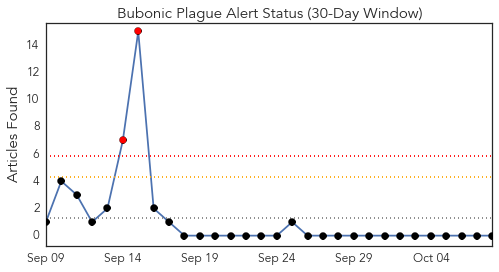 Bubonic Plague Alert Status (30-Day Window)
Articles Found
14
12
10
8
6
4
2
0
Sep 09 Sep 14 Sep 19 Sep 24 Sep 29 Oct 04